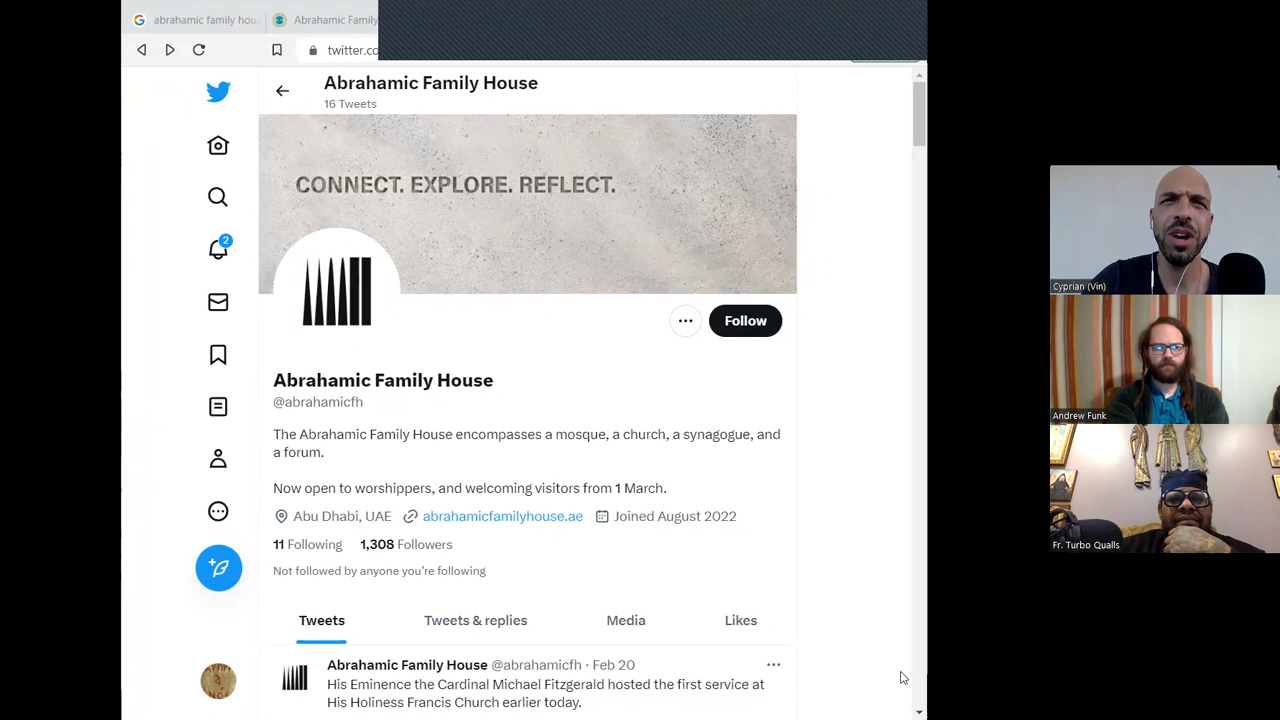 abrahamic family hou
Abrahamic Family
twitter.co
Abrahamic Family House
16 Tweets
CONNECT. EXPLORE. REFLECT.
Follow
Abrahamic Family House
@abrahamicfh
The Abrahamic Family House encompasses a mosque, a church, a synagogue, and
a forum.
Now open to worshippers, and welcoming visitors from 1 March.
Abu Dhabi, UAE abrahamicfamilyhouse.ae Joined August 2022
11 Following 1,308 Followers
Not followed by anyone you’re following
Tweets Tweets & replies Media Likes
Abrahamic Family House @abrahamicfh · Feb 20
His Eminence the Cardinal Michael Fitzgerald hosted the first service at
His Holiness Francis Church earlier today.
2
Cyprian (Vin)
Andrew Funk
Fr. Turbo Qualls